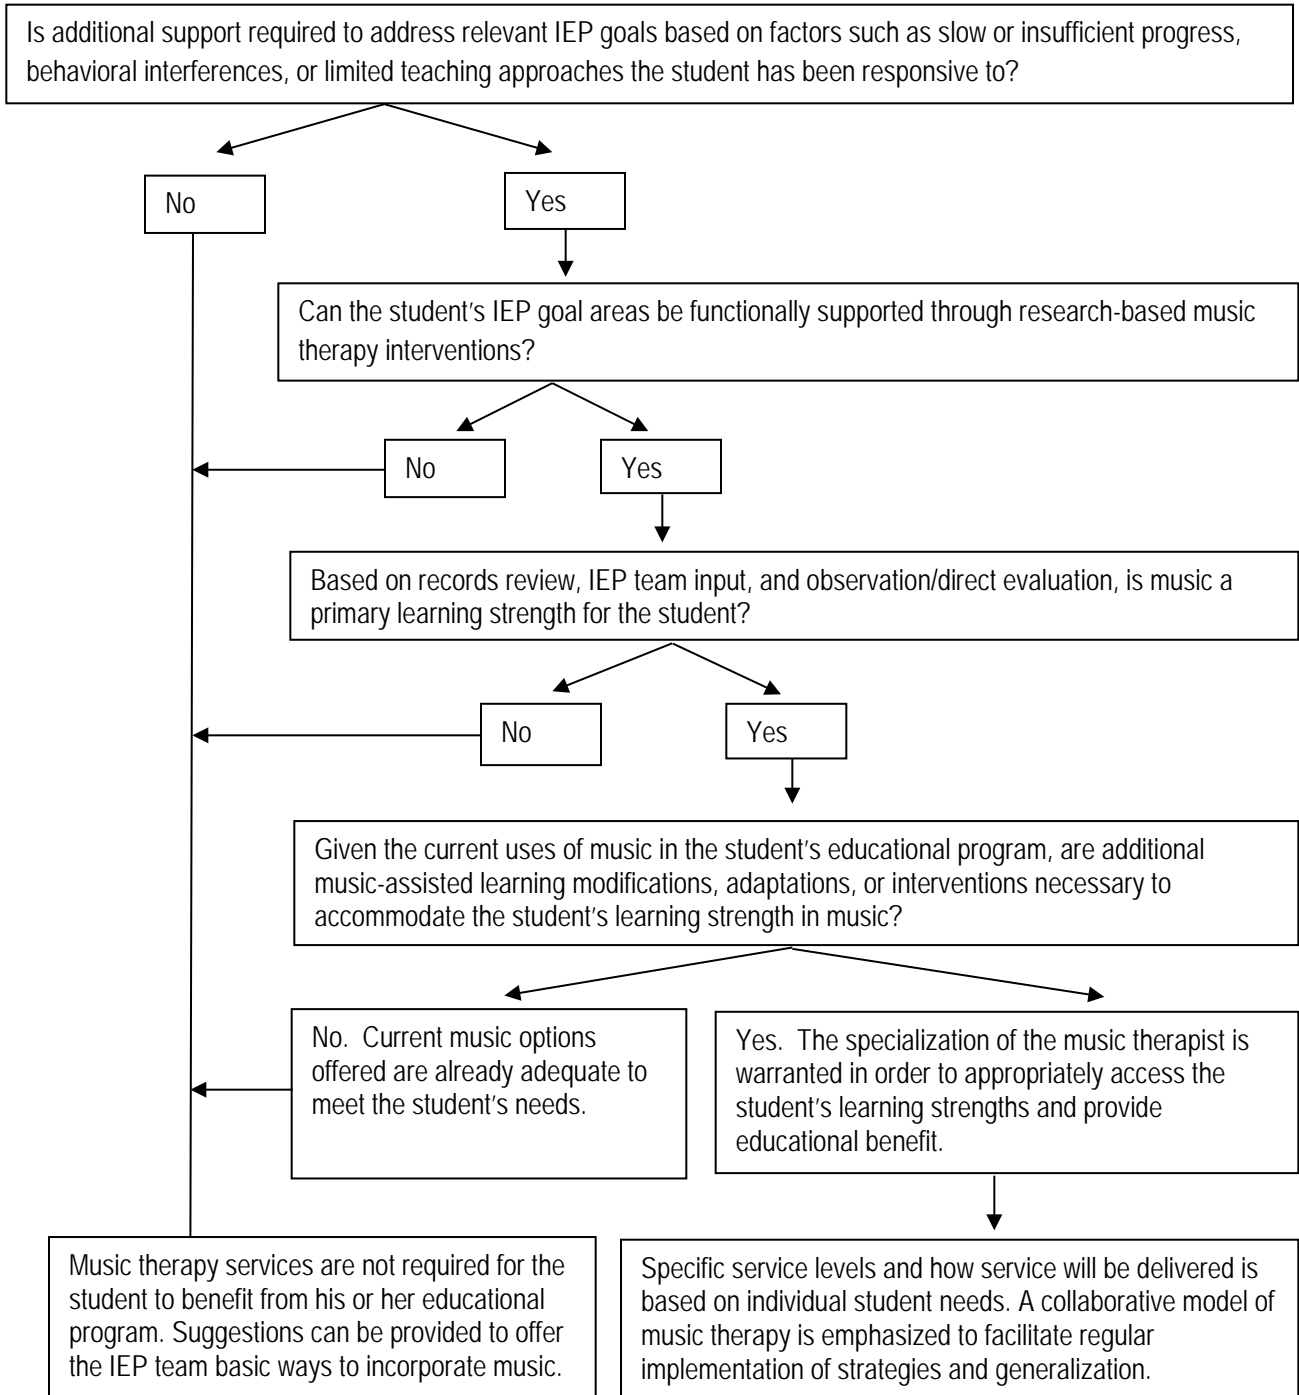 Is additional support required to address relevant IEP goals based on factors such as slow or insufficient progress,
behavioral interferences, or limited teaching approaches the student has been responsive to?
No
Yes
Can the student's IEP goal areas be functionally supported through research-based music
therapy interventions?
No
Yes
Based on records review, IEP team input, and observation/direct evaluation, is music a
primary learning strength for the student?
No
Yes
Given the current uses of music in the student's educational program, are additional
music-assisted learning modifications, adaptations, or interventions necessary to
accommodate the student's learning strength in music?
No.  Current music options
offered are already adequate to
meet the student's needs.
Yes.  The specialization of the music therapist is
warranted in order to appropriately access the
student's learning strengths and provide
educational benefit.
Music therapy services are not required for the
student to benefit from his or her educational
program. Suggestions can be provided to offer
the IEP team basic ways to incorporate music.
Specific service levels and how service will be delivered is
based on individual student needs. A collaborative model of
music therapy is emphasized to facilitate regular
implementation of strategies and generalization.